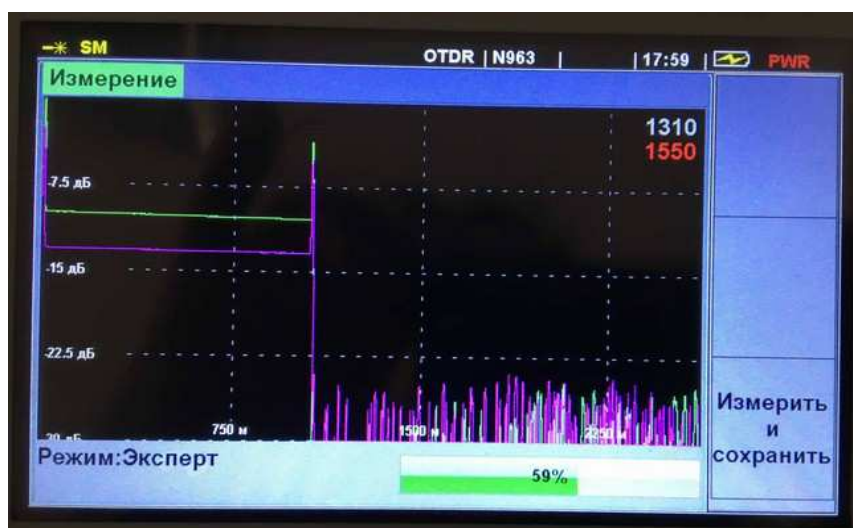 SM OTDR | N963 | | 17:59 | PWR
Измерение
1310
1550
-7.5 дБ
-15 дБ
-22.5 дБ
750 м 1500 м 2250 м
Режим:Эксперт
59%
Измерить
и
сохранить